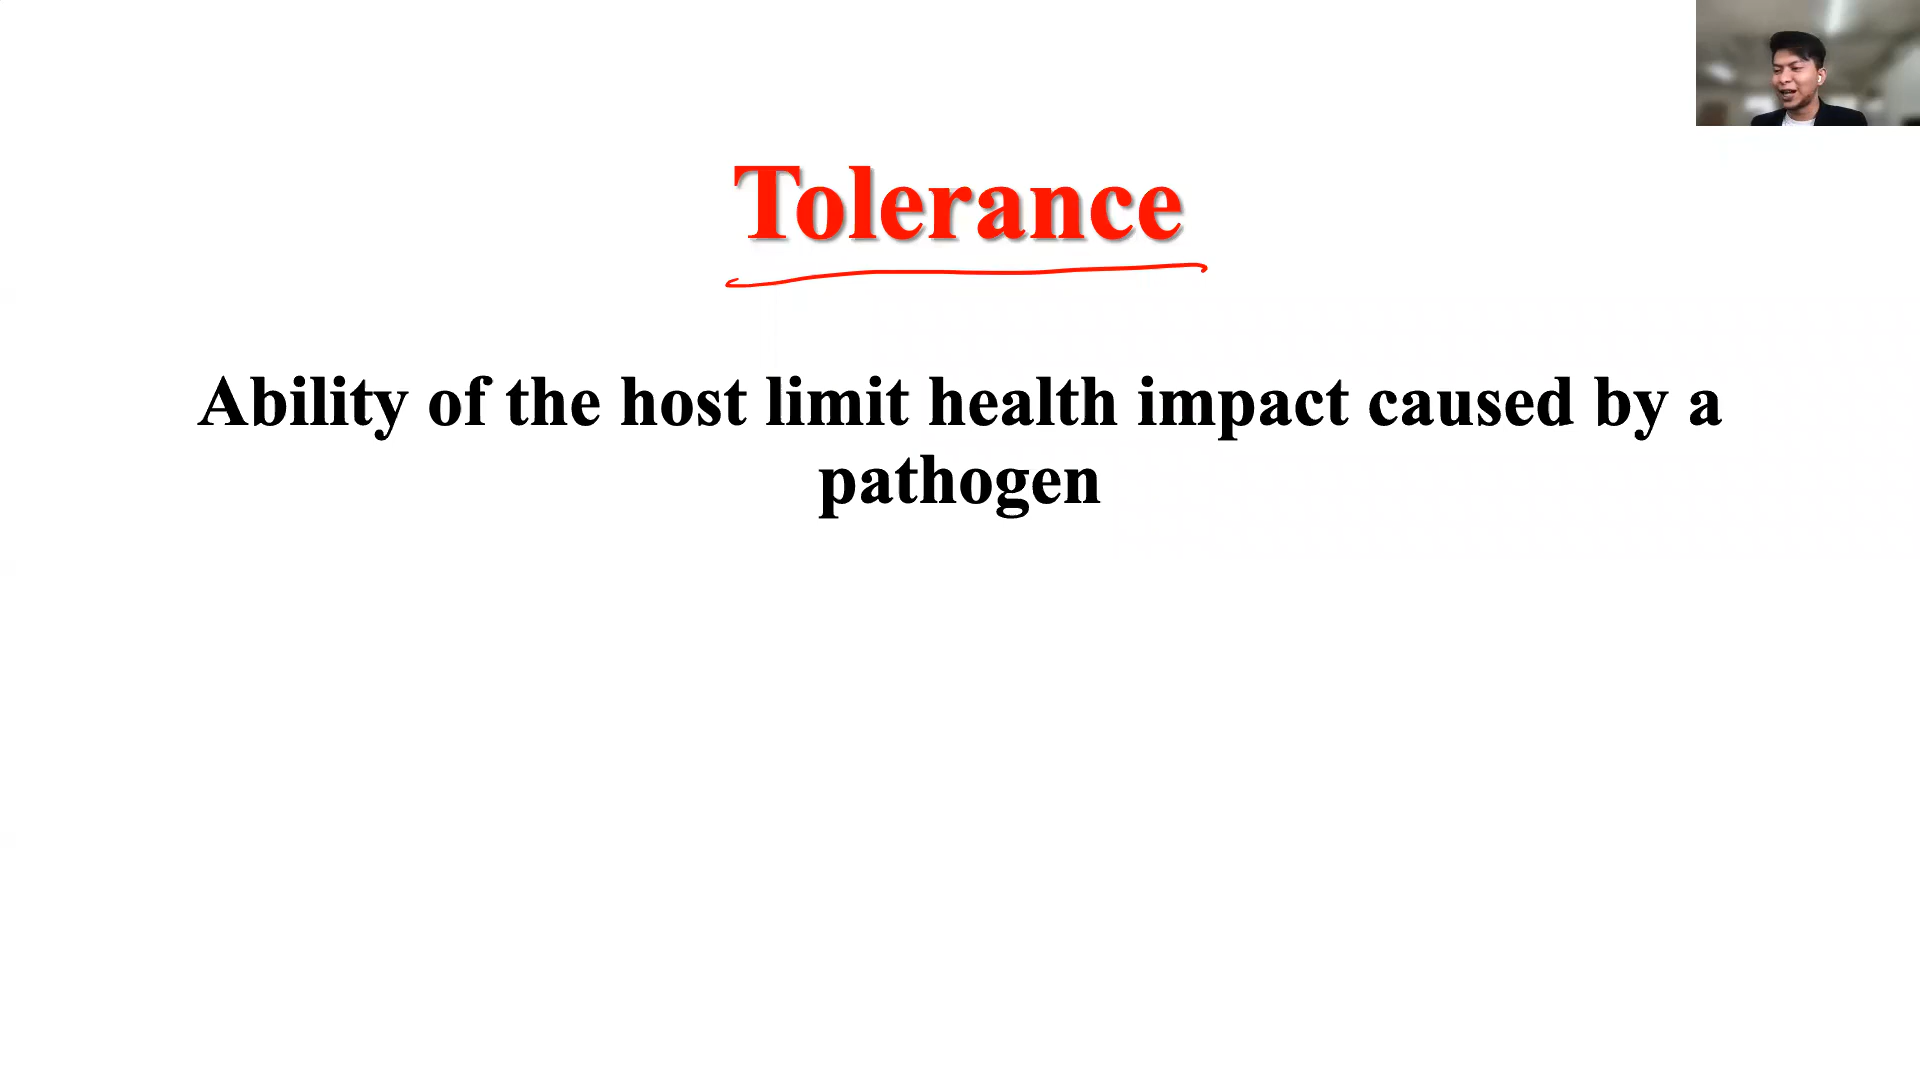 Tolerance
Ability of the host limit health impact caused by a
pathogen